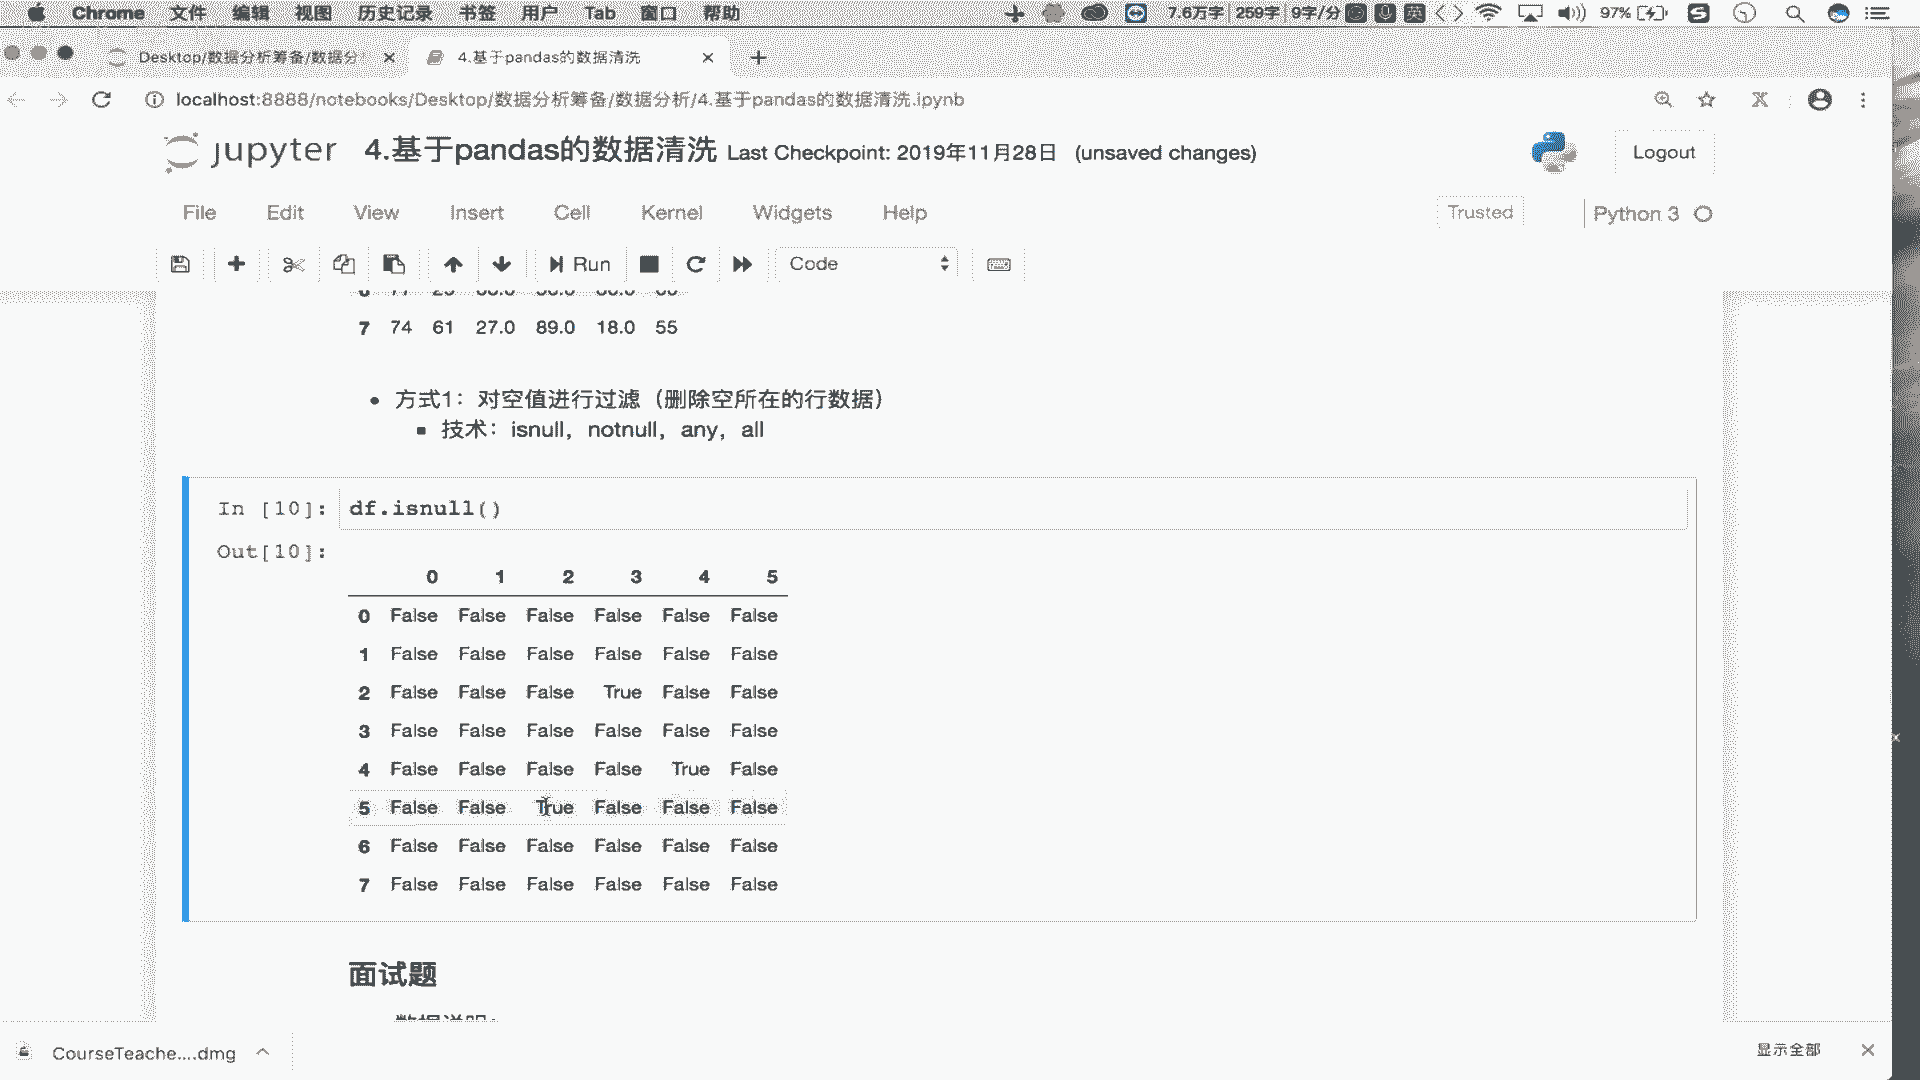 Chrome 文件 编辑 视图 历史记录 书签 用户 Tab 窗口 帮助 7.6万字 259字 9字/分 英 97%
Desktop/数据分析筹备/数据分 4.基于pandas的数据清洗
localhost:8888/notebooks/Desktop/数据分析筹备/数据分析/4.基于pandas的数据清洗.ipynb
jupyter 4.基于pandas的数据清洗 Last Checkpoint: 2019年11月28日 (unsaved changes) Logout
File Edit View Insert Cell Kernel Widgets Help Trusted Python 3
Run Code
7 74 61 27.0 89.0 18.0 55
• 方式1：对空值进行过滤（删除空所在的行数据）
▪ 技术：isnull，notnull，any，all
In [10]: df.isnull()
Out[10]:
0 1 2 3 4 5
0 False False False False False False
1 False False False False False False
2 False False False True False False
3 False False False False False False
4 False False False False True False
5 False False True False False False
6 False False False False False False
7 False False False False False False
面试题
数据说明：
CourseTeache....dmg 显示全部